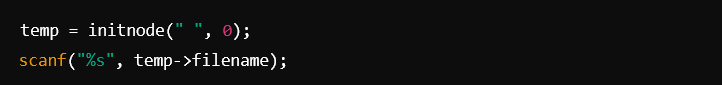 temp = initnode(" ", 0);
scanf("%s", temp->filename);